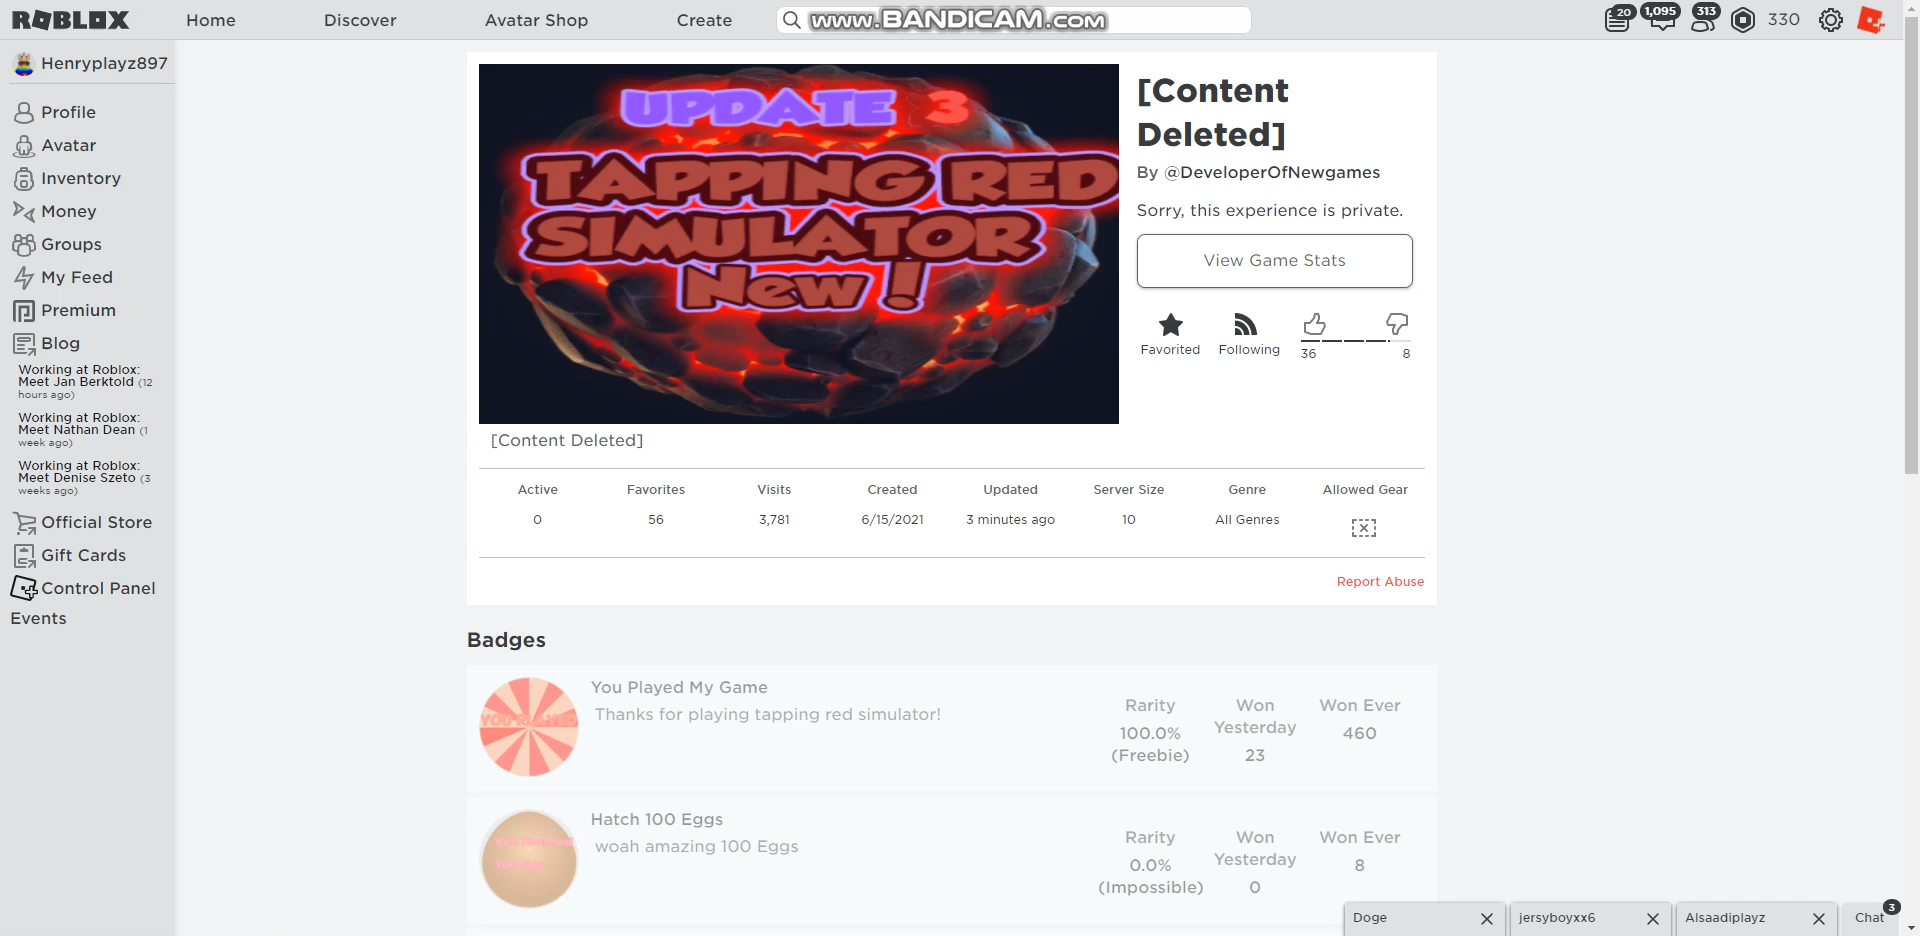 ROBLOX
Home
Discover
Avatar Shop
Create
www.BANDICAM.com
20
1,095
313
330
Henryplayz897
Profile
Avatar
Inventory
Money
Groups
My Feed
Premium
Blog
Working at Roblox:
Meet Jan Berktold (12
hours ago)
Working at Roblox:
Meet Nathan Dean (1
week ago)
Working at Roblox:
Meet Denise Szeto (3
weeks ago)
Official Store
Gift Cards
Control Panel
Events
UPDATE 3
TAPPING RED
SIMULATOR
New !
[Content
Deleted]
By @DeveloperOfNewgames
Sorry, this experience is private.
View Game Stats
Favorited
Following
36
8
[Content Deleted]
Active
Favorites
Visits
Created
Updated
Server Size
Genre
Allowed Gear
0
56
3,781
6/15/2021
3 minutes ago
10
All Genres
Report Abuse
Badges
YOU PLAYED
You Played My Game
Thanks for playing tapping red simulator!
Rarity
100.0%
(Freebie)
Won
Yesterday
23
Won Ever
460
Hatch 100 Eggs
woah amazing 100 Eggs
Rarity
0.0%
(Impossible)
Won
Yesterday
0
Won Ever
8
Doge
jersyboyxx6
Alsaadiplayz
Chat
3